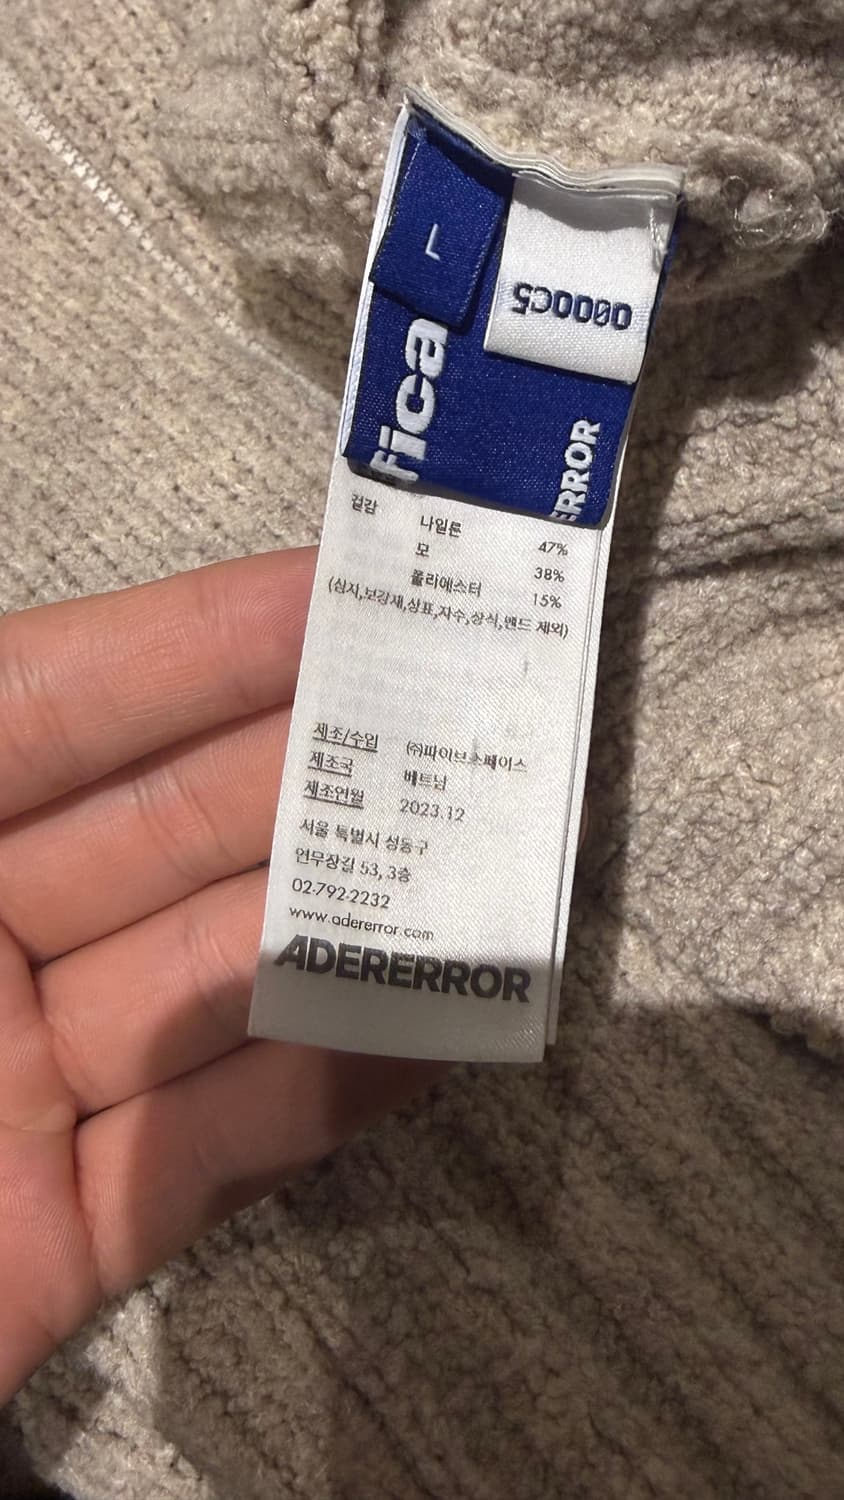 L
000C5
fica
ERROR
겉감 나일론 47%
모 38%
폴리에스터 15%
(심지,보강재,상표,자수,장식,밴드 제외)
제조/수입 ㈜파이브스페이스
제조국 베트남
제조연월 2023.12
서울 특별시 성동구
연무장길 53, 3층
02-792-2232
www.adererror.com
ADERERROR